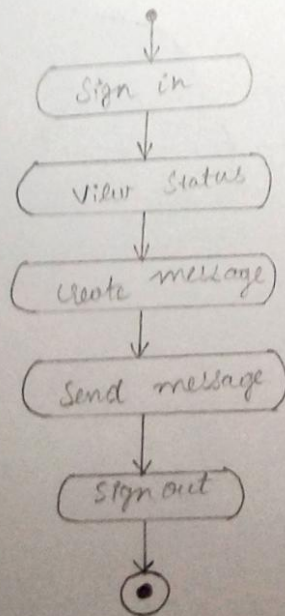 Sign in
View Status
Create message
Send message
Sign out